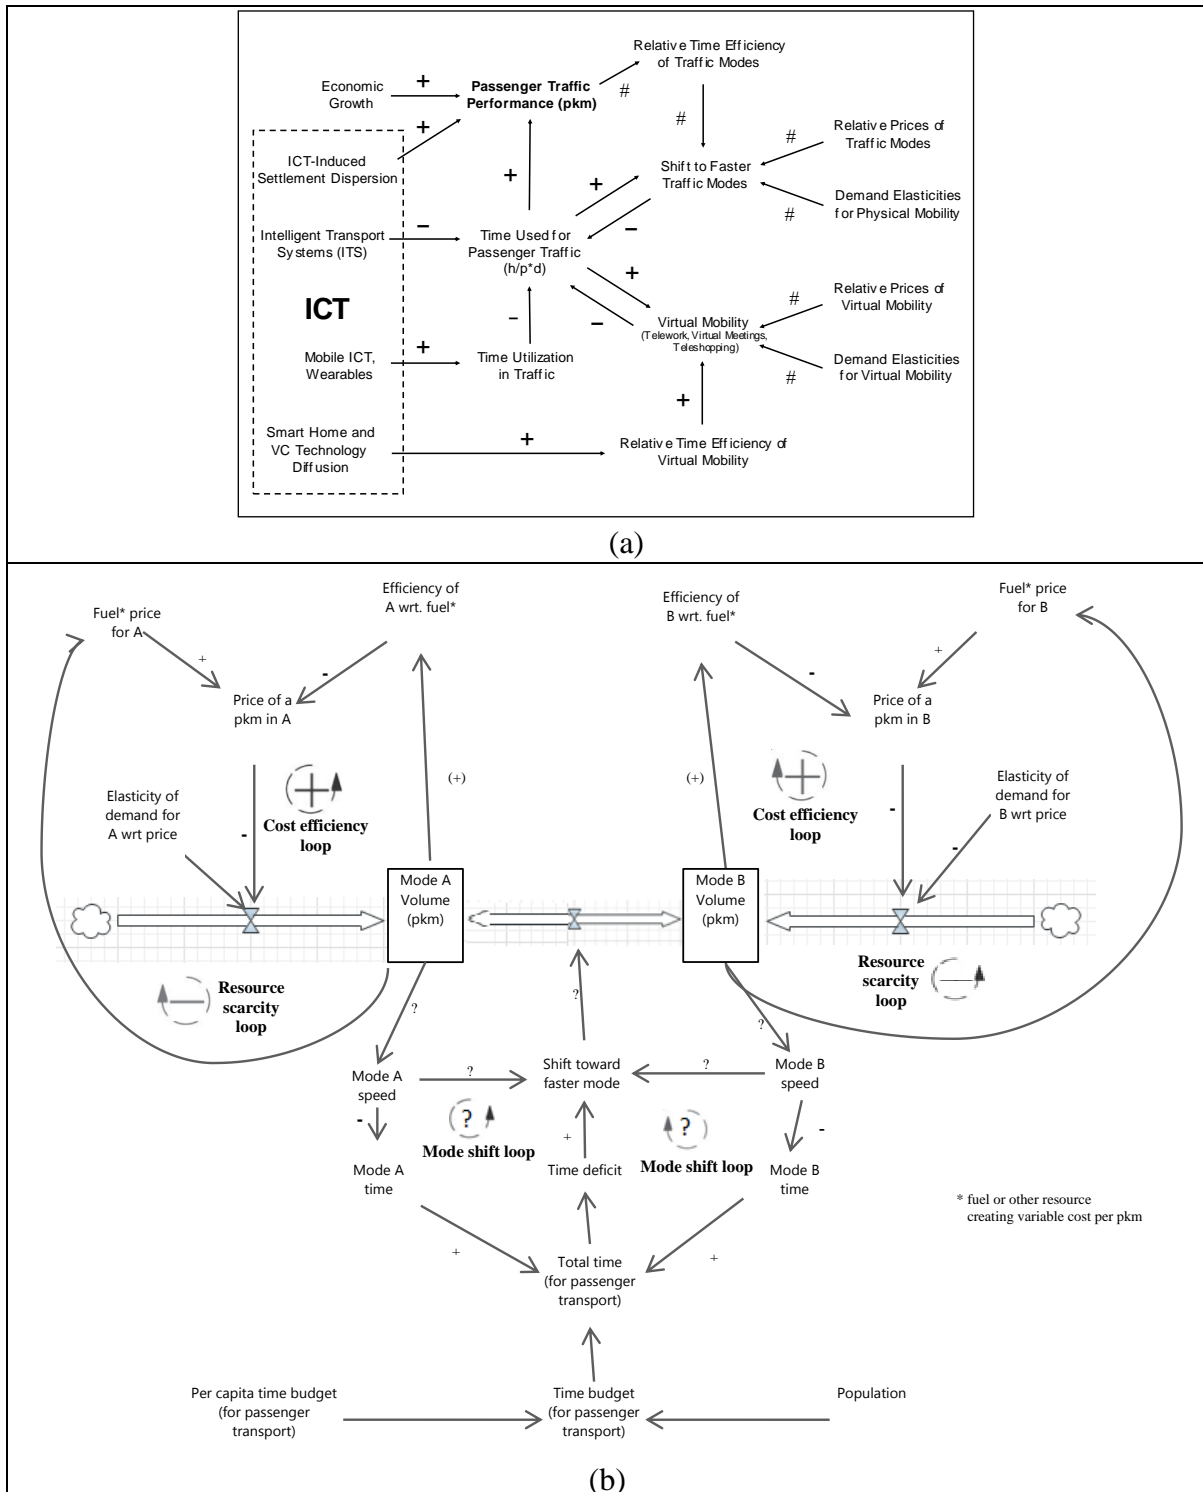 Relative Time Efficiency
of Traffic Modes
Economic
Growth
+
Passenger Traffic
Performance (pkm)
#
#
+
ICT-Induced
Settlement Dispersion
Relative Prices of
Traffic Modes
#
Shift to Faster
Traffic Modes
+
+
Demand Elasticities
for Physical Mobility
#
Intelligent Transport
Systems (ITS)
–
Time Used for
Passenger Traffic
(h/p*d)
–
+
ICT
Relative Prices of
Virtual Mobility
#
–
–
Virtual Mobility
(Telework, Virtual Meetings,
Teleshopping)
Mobile ICT,
Wearables
+
Time Utilization
in Traffic
Demand Elasticities
for Virtual Mobility
#
+
Smart Home and
VC Technology
Diffusion
+
Relative Time Efficiency of
Virtual Mobility
(a)
Fuel* price
for A
Efficiency of
A wrt. fuel*
Efficiency of
B wrt. fuel*
Fuel* price
for B
+
-
-
+
Price of a
pkm in A
Price of a
pkm in B
(+)
(+)
Elasticity of
demand for
A wrt price
-
+
Cost efficiency
loop
+
Cost efficiency
loop
-
Elasticity of
demand for
B wrt price
-
Mode A
Volume
(pkm)
Mode B
Volume
(pkm)
–
Resource
scarcity
loop
Resource
scarcity
loop
–
?
?
?
Mode A
speed
?
Shift toward
faster mode
?
Mode B
speed
-
?
Mode shift loop
+
?
Mode shift loop
-
Mode A
time
Time deficit
Mode B
time
* fuel or other resource
creating variable cost per pkm
+
+
Total time
(for passenger
transport)
Per capita time budget
(for passenger
transport)
Time budget
(for passenger
transport)
Population
(b)